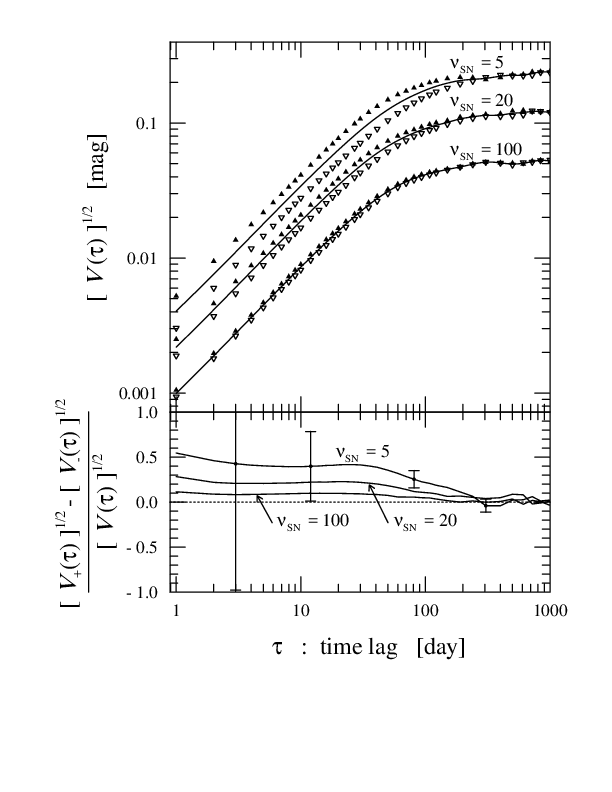 [ V(τ) ]^1/2 [mag]
0.1
0.01
0.001
ν_SN = 5
ν_SN = 20
ν_SN = 100
[ V_+(τ) ]^1/2 - [ V_-(τ) ]^1/2
[ V(τ) ]^1/2
1.0
0.5
0.0
- 0.5
- 1.0
ν_SN = 5
ν_SN = 100
ν_SN = 20
1 10 100 1000
τ : time lag [day]